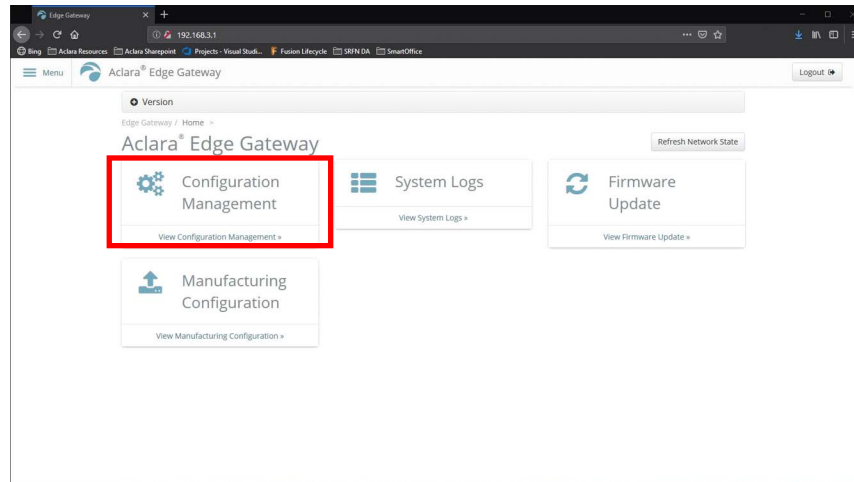 Edge Gateway
192.168.3.1
Bing Aclara Resources Aclara Sharepoint Projects - Visual Studi... Fusion Lifecycle SRFN DA SmartOffice
Menu Aclara® Edge Gateway Logout
Version
Edge Gateway / Home »
Aclara® Edge Gateway Refresh Network State
Configuration
Management
View Configuration Management »
System Logs
View System Logs »
Firmware
Update
View Firmware Update »
Manufacturing
Configuration
View Manufacturing Configuration »